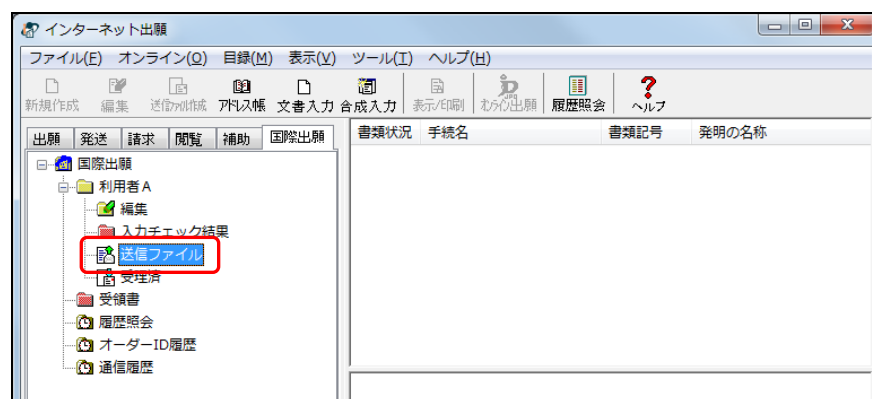 インターネット出願
ファイル(F) オンライン(O) 目録(M) 表示(V) ツール(T) ヘルプ(H)
新規作成 編集 送信ファイル作成 アドレス帳 文書入力 合成入力 表示/印刷 オンライン出願 履歴照会 ヘルプ
出願 発送 請求 閲覧 補助 国際出願
書類状況 手続名 書類記号 発明の名称
国際出願
利用者A
編集
入力チェック結果
送信ファイル
受理済
受領書
履歴照会
オーダーID履歴
通信履歴